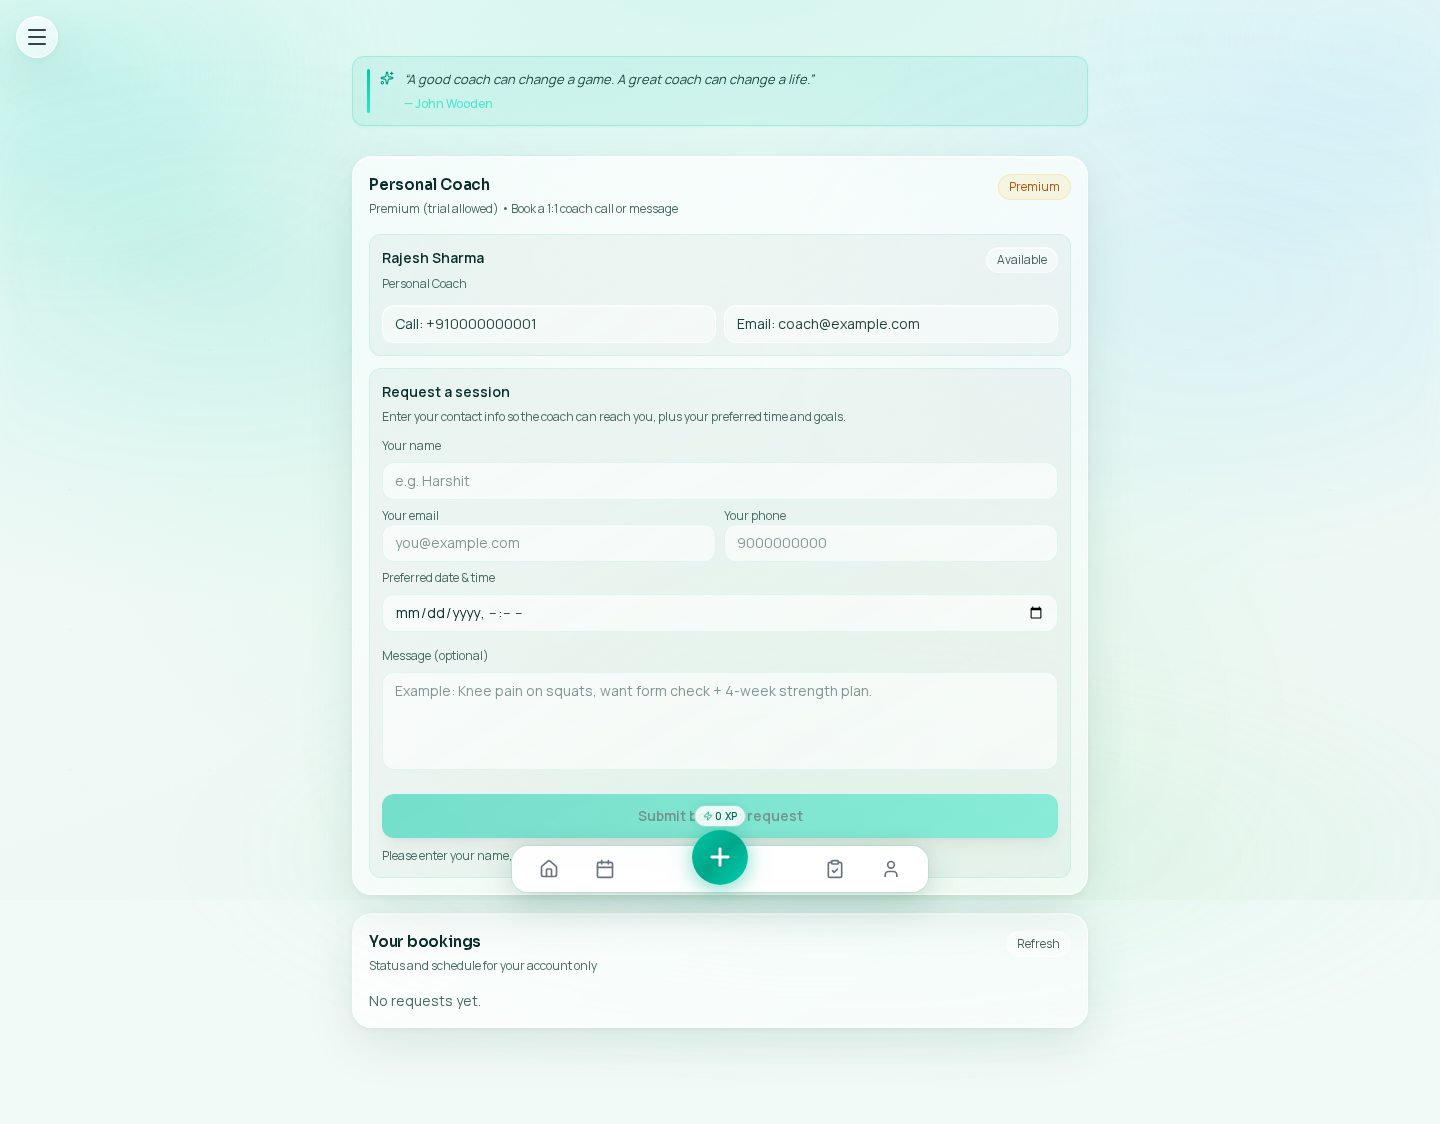 “A good coach can change a game. A great coach can change a life.”
— John Wooden
Personal Coach
Premium
Premium (trial allowed) • Book a 1:1 coach call or message
Rajesh Sharma
Available
Personal Coach
Call: +910000000001
Email: coach@example.com
Request a session
Enter your contact info so the coach can reach you, plus your preferred time and goals.
Your name
e.g. Harshit
Your email
Your phone
you@example.com
9000000000
Preferred date & time
mm/dd/yyyy, --:-- --
Message (optional)
Example: Knee pain on squats, want form check + 4-week strength plan.
Submit request
0 XP
Please enter your name,
Your bookings
Refresh
Status and schedule for your account only
No requests yet.